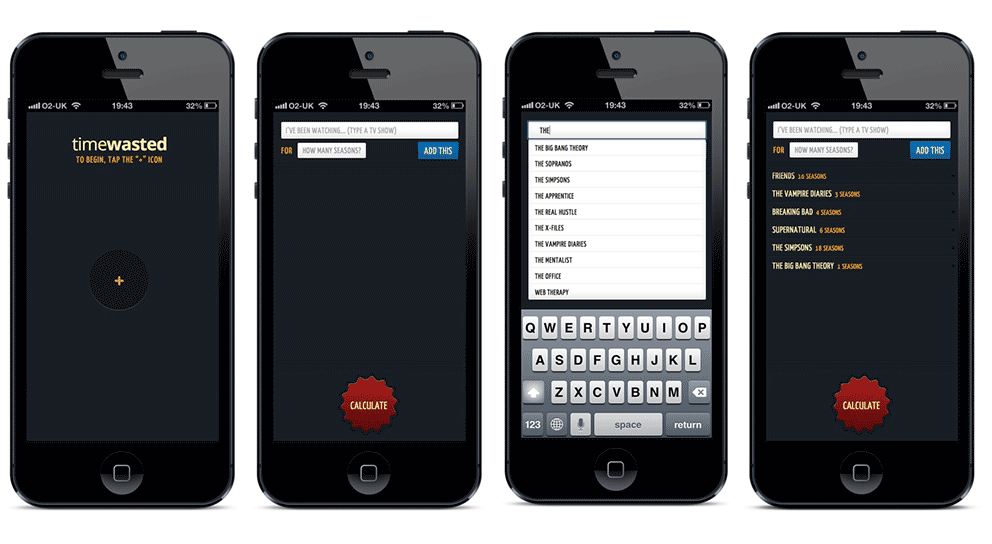 O2-UK 19:43 32%
timewasted
TO BEGIN, TAP THE "+" ICON
+
O2-UK 19:43 32%
I'VE BEEN WATCHING... (TYPE A TV SHOW)
FOR HOW MANY SEASONS? ADD THIS
CALCULATE
O2-UK 19:43 32%
THE
THE BIG BANG THEORY
THE SOPRANOS
THE SIMPSONS
THE APPRENTICE
THE REAL HUSTLE
THE X-FILES
THE VAMPIRE DIARIES
THE MENTALIST
THE OFFICE
WEB THERAPY
Q W E R T Y U I O P
A S D F G H J K L
Z X C V B N M
123 space return
O2-UK 19:43 32%
I'VE BEEN WATCHING... (TYPE A TV SHOW)
FOR HOW MANY SEASONS? ADD THIS
FRIENDS 10 SEASONS
THE VAMPIRE DIARIES 3 SEASONS
BREAKING BAD 4 SEASONS
SUPERNATURAL 6 SEASONS
THE SIMPSONS 18 SEASONS
THE BIG BANG THEORY 1 SEASONS
CALCULATE